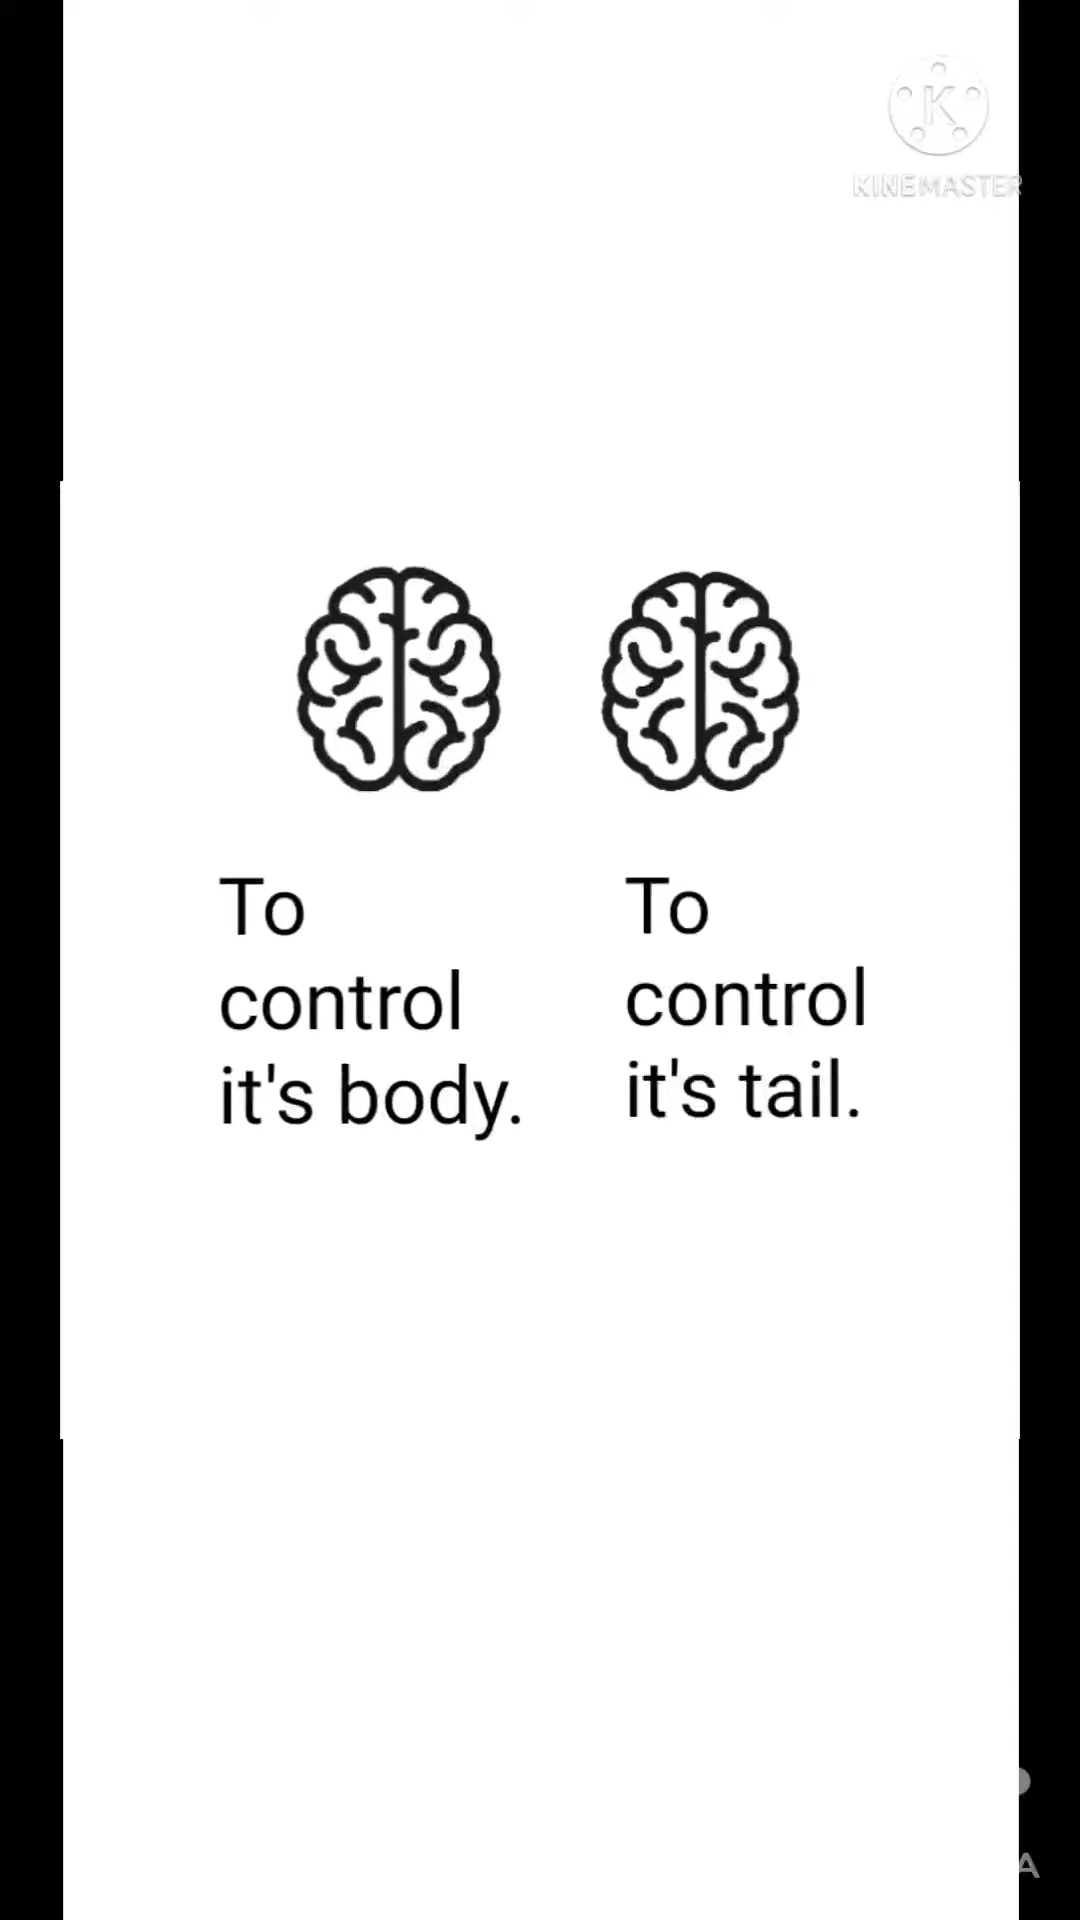 K
KINEMASTER
To
control
it's body.
To
control
it's tail.
A